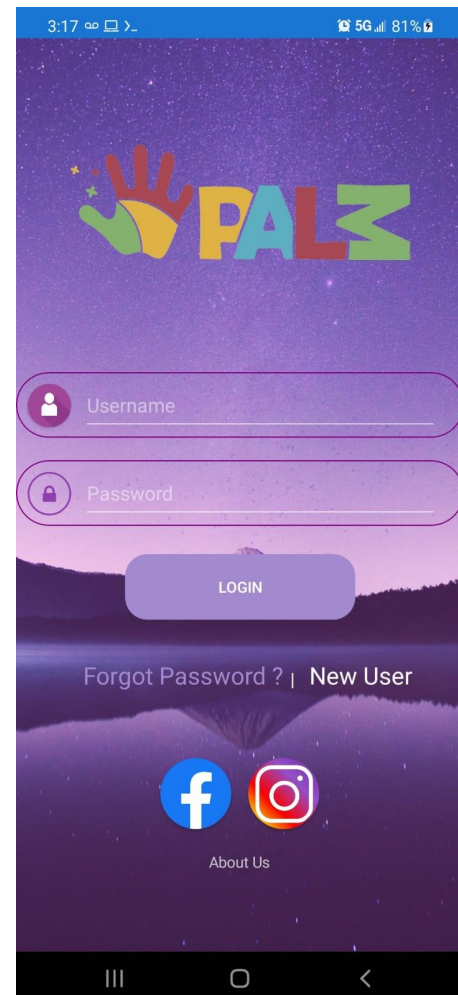 3:17 5G 81%
PALM
Username
Password
LOGIN
Forgot Password ? | New User
About Us